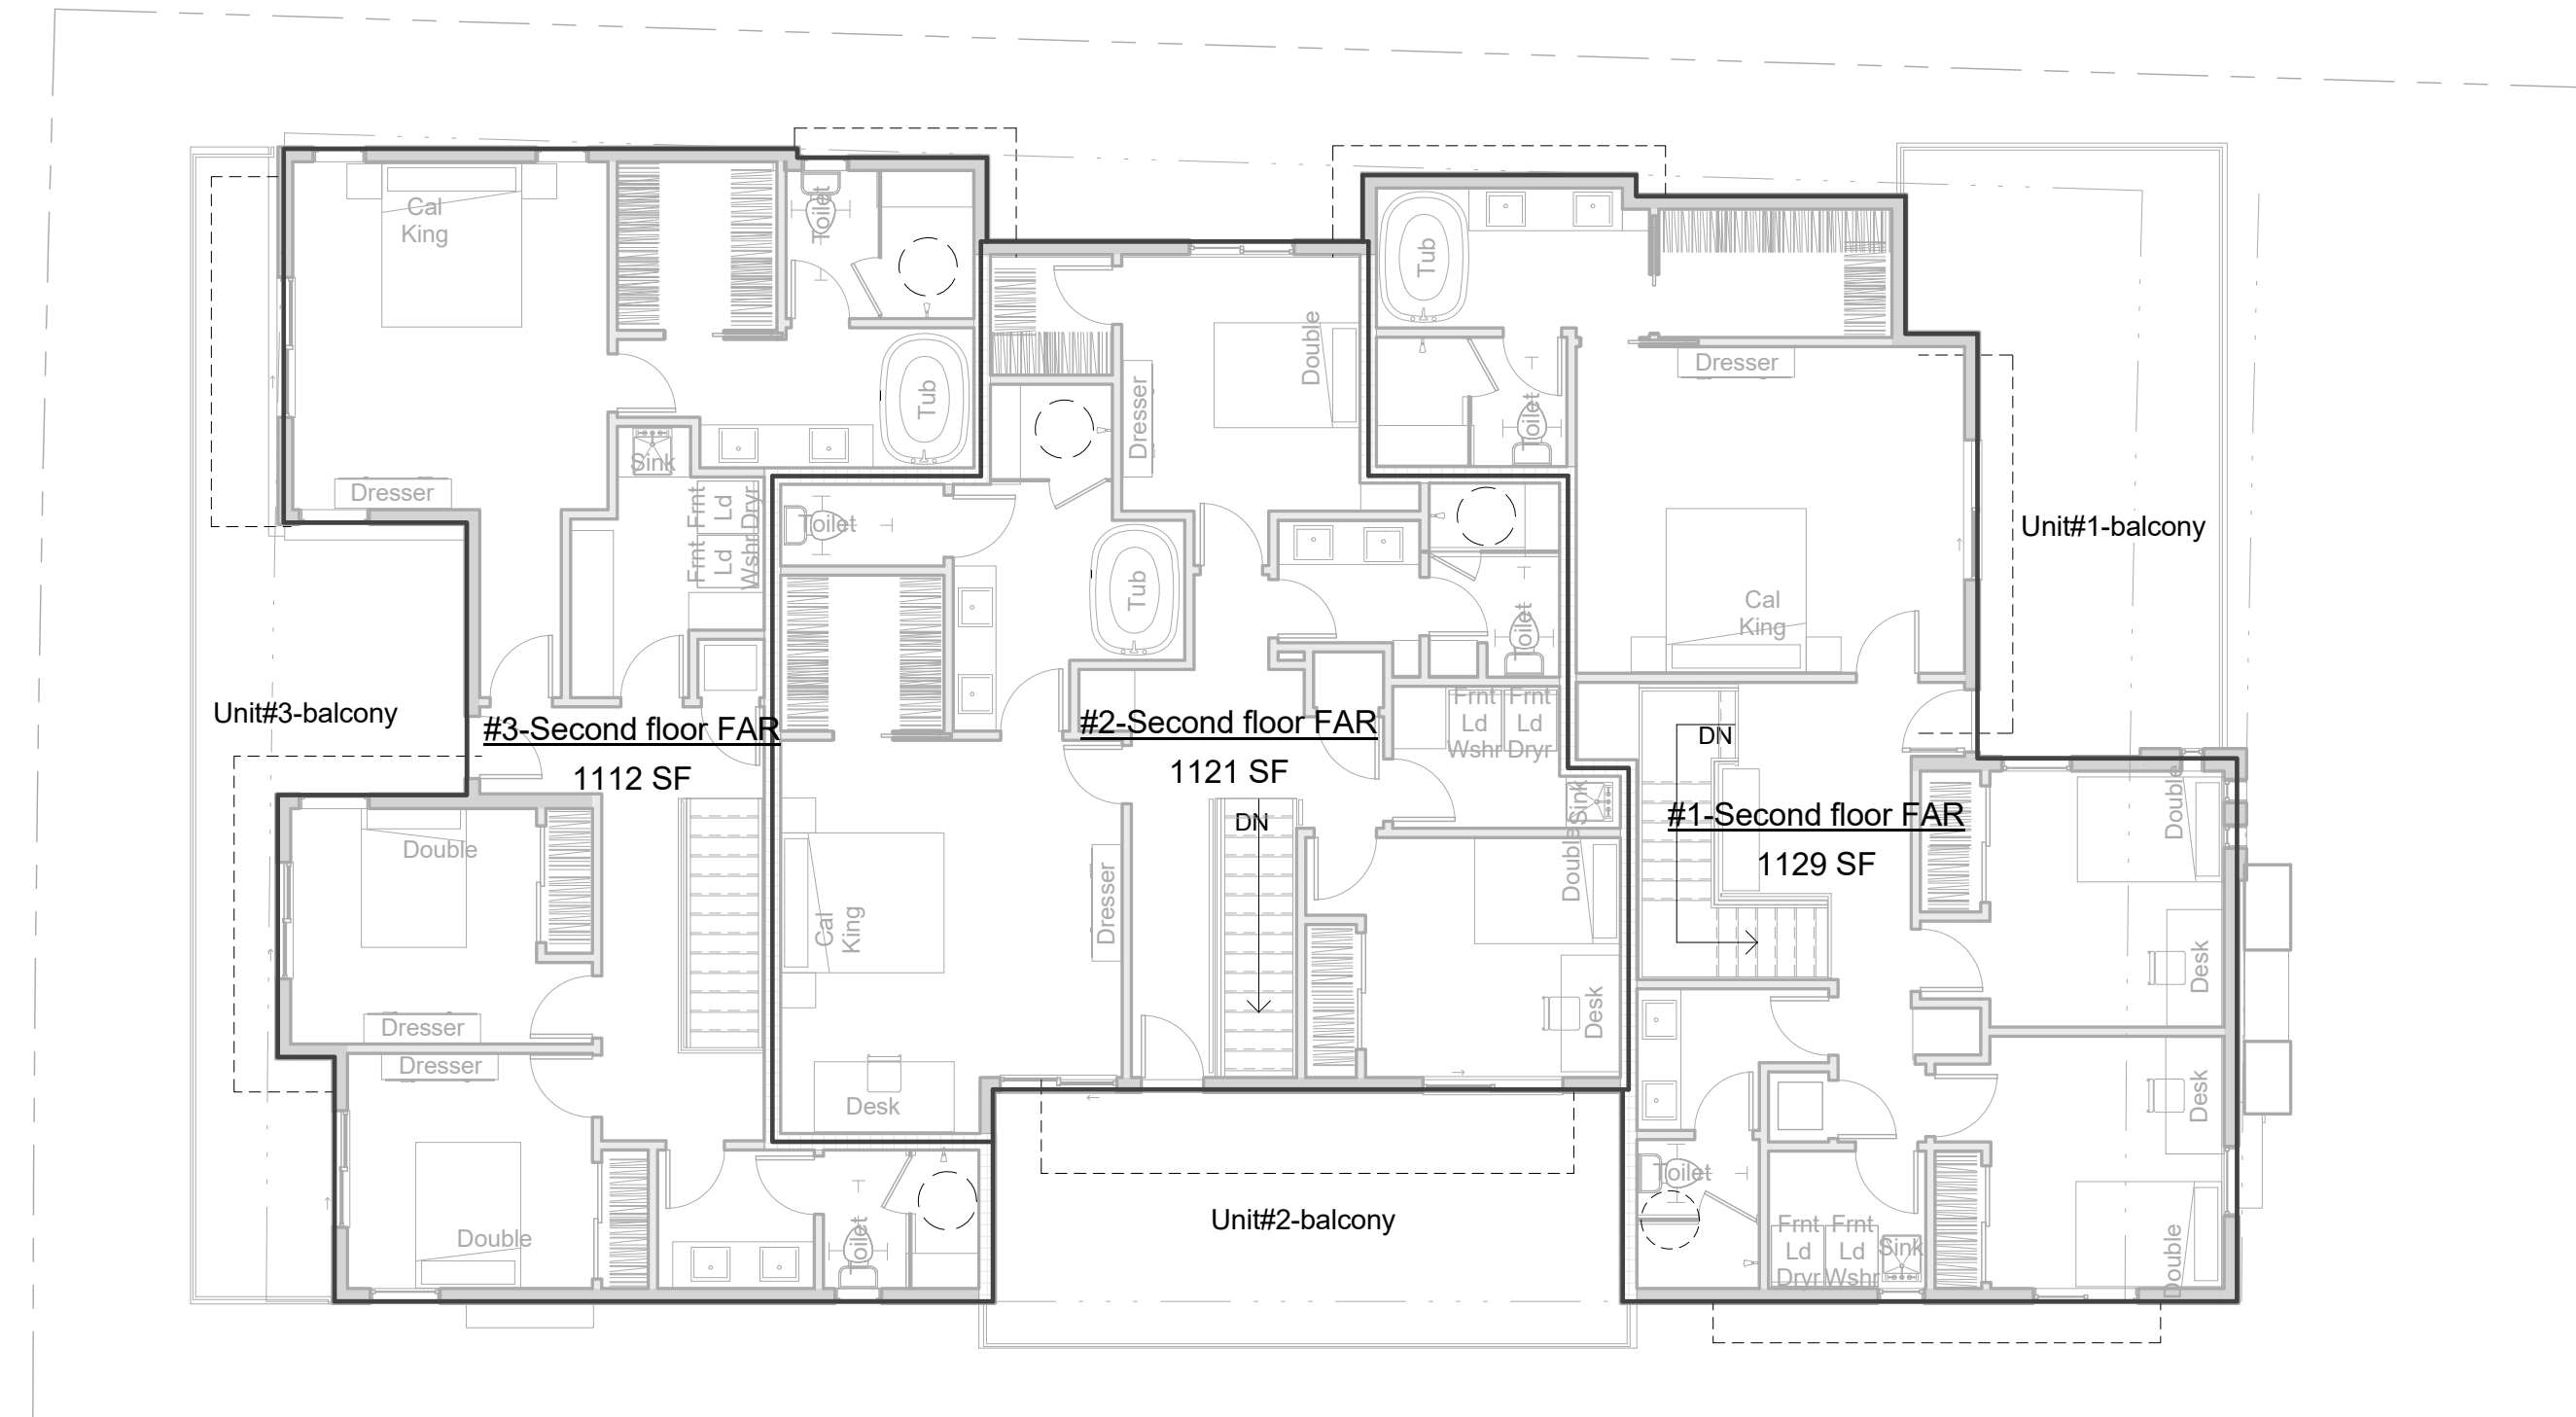 Cal
King
Toilet
Tub
Dresser
Sink
Frnt
Ld
Dryr
Frnt
Ld
Wshr
Unit#3-balcony
#3-Second floor FAR
1112 SF
Double
Dresser
Dresser
Double
Toilet
Double
Dresser
Toilet
Tub
Toilet
Frnt
Ld
Wshr
Frnt
Ld
Dryr
#2-Second floor FAR
1121 SF
DN
Sink
Cal
King
Dresser
Double
Desk
Desk
Unit#2-balcony
Tub
Dresser
Toilet
Unit#1-balcony
Cal
King
DN
#1-Second floor FAR
1129 SF
Double
Desk
Desk
Toilet
Frnt
Ld
Dryr
Frnt
Ld
Wshr
Sink
Double